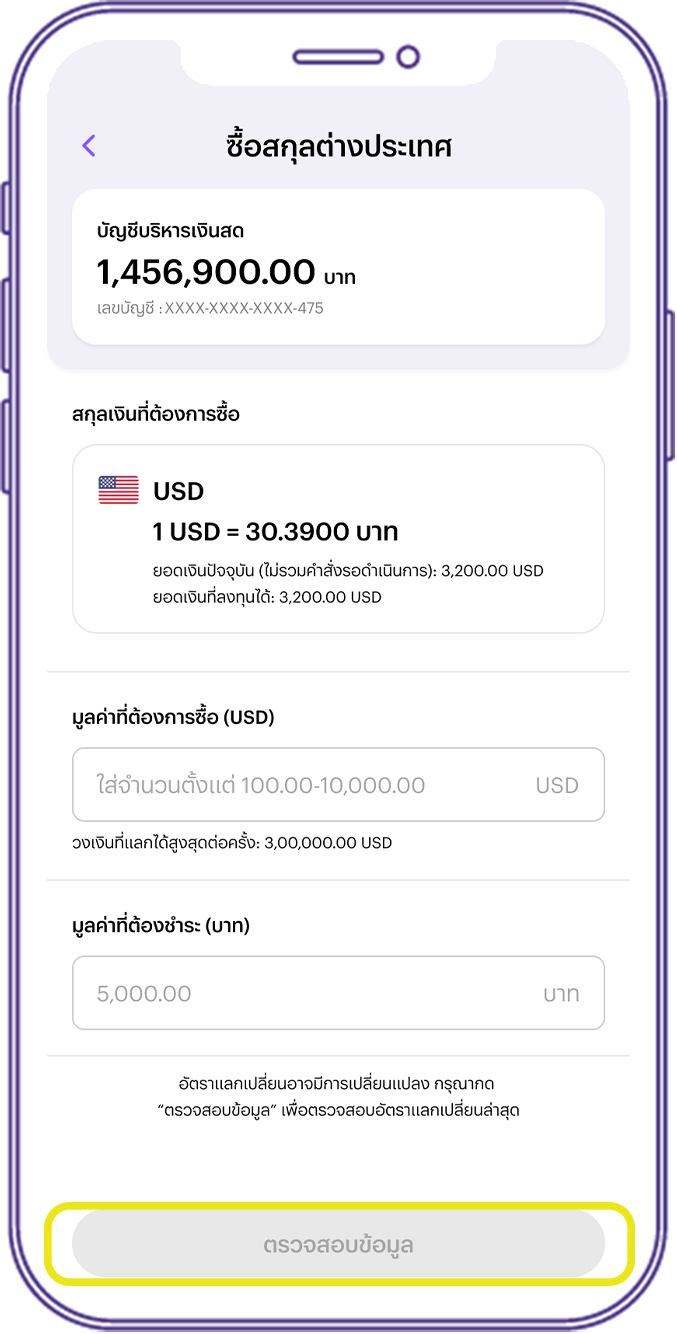 ซื้อสกุลต่างประเทศ
บัญชีบริหารเงินสด
1,456,900.00 บาท
เลขบัญชี : XXXX-XXXX-XXXX-475
สกุลเงินที่ต้องการซื้อ
USD
1 USD = 30.3900 บาท
ยอดเงินปัจจุบัน (ไม่รวมคำสั่งรอดำเนินการ): 3,200.00 USD
ยอดเงินที่ลงทุนได้: 3,200.00 USD
มูลค่าที่ต้องการซื้อ (USD)
ใส่จำนวนตั้งแต่ 100.00-10,000.00 USD
วงเงินที่แลกได้สูงสุดต่อครั้ง: 3,00,000.00 USD
มูลค่าที่ต้องชำระ (บาท)
5,000.00 บาท
อัตราแลกเปลี่ยนอาจมีการเปลี่ยนแปลง กรุณากด
“ตรวจสอบข้อมูล” เพื่อตรวจสอบอัตราแลกเปลี่ยนล่าสุด
ตรวจสอบข้อมูล